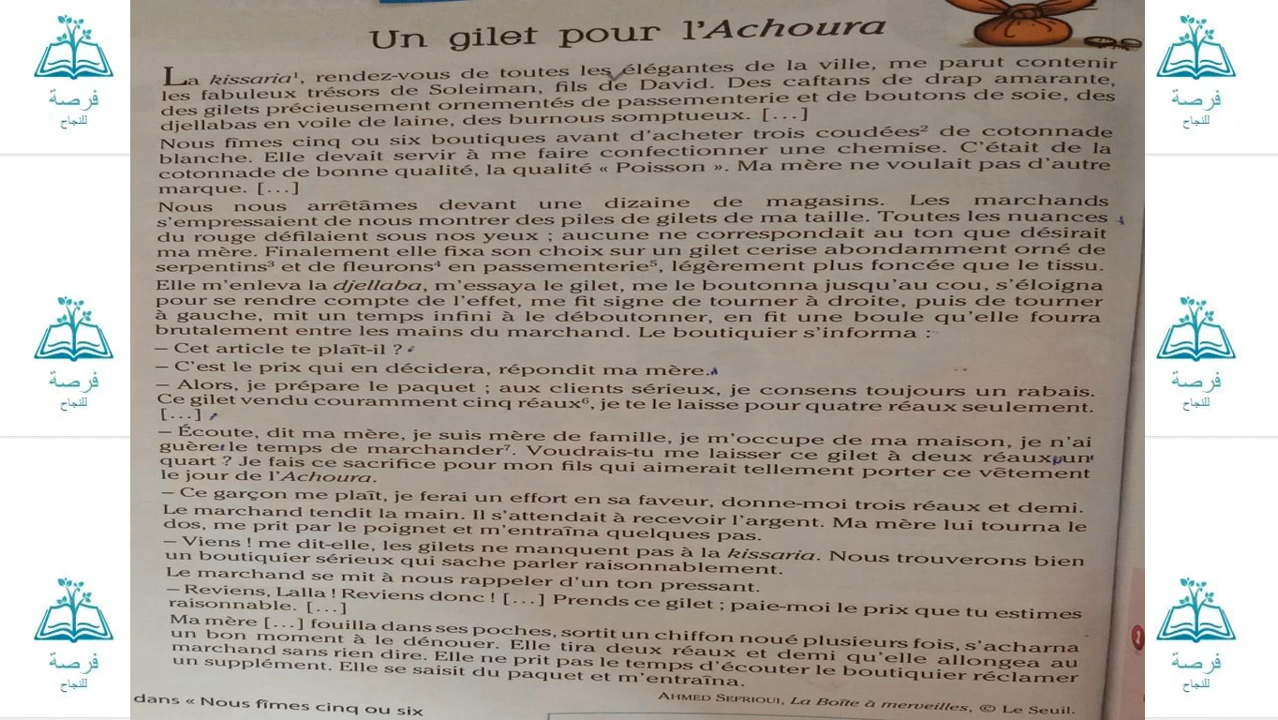 Un gilet pour l'Achoura
La kissaria¹, rendez-vous de toutes les élégantes de la ville, me parut contenir
les fabuleux trésors de Soleiman, fils de David. Des caftans de drap amarante,
des gilets précieusement ornementés de passementerie et de boutons de soie, des
djellabas en voile de laine, des burnous somptueux. [...]
Nous fîmes cinq ou six boutiques avant d'acheter trois coudées² de cotonnade
blanche. Elle devait servir à me faire confectionner une chemise. C'était de la
cotonnade de bonne qualité, la qualité « Poisson ». Ma mère ne voulait pas d'autre
marque. [...]
Nous nous arrêtâmes devant une dizaine de magasins. Les marchands
s'empressaient de nous montrer des piles de gilets de ma taille. Toutes les nuances
du rouge défilaient sous nos yeux ; aucune ne correspondait au ton que désirait
ma mère. Finalement elle fixa son choix sur un gilet cerise abondamment orné de
serpentins³ et de fleurons⁴ en passementerie⁵, légèrement plus foncée que le tissu.
Elle m'enleva la djellaba, m'essaya le gilet, me le boutonna jusqu'au cou, s'éloigna
pour se rendre compte de l'effet, me fit signe de tourner à droite, puis de tourner
à gauche, mit un temps infini à le déboutonner, en fit une boule qu'elle fourra
brutalement entre les mains du marchand. Le boutiquier s'informa :
– Cet article te plaît-il ?
– C'est le prix qui en décidera, répondit ma mère.
– Alors, je prépare le paquet ; aux clients sérieux, je consens toujours un rabais.
Ce gilet vendu couramment cinq réaux⁶, je te le laisse pour quatre réaux seulement.
[...]
– Écoute, dit ma mère, je suis mère de famille, je m'occupe de ma maison, je n'ai
guère le temps de marchander⁷. Voudrais-tu me laisser ce gilet à deux réaux un
quart ? Je fais ce sacrifice pour mon fils qui aimerait tellement porter ce vêtement
le jour de l'Achoura.
– Ce garçon me plaît, je ferai un effort en sa faveur, donne-moi trois réaux et demi.
Le marchand tendit la main. Il s'attendait à recevoir l'argent. Ma mère lui tourna le
dos, me prit par le poignet et m'entraîna quelques pas.
– Viens ! me dit-elle, les gilets ne manquent pas à la kissaria. Nous trouverons bien
un boutiquier sérieux qui sache parler raisonnablement.
Le marchand se mit à nous rappeler d'un ton pressant.
– Reviens, Lalla ! Reviens donc ! [...] Prends ce gilet ; paie-moi le prix que tu estimes
raisonnable. [...]
Ma mère [...] fouilla dans ses poches, sortit un chiffon noué plusieurs fois, s'acharna
un bon moment à le dénouer. Elle tira deux réaux et demi qu'elle allongea au
marchand sans rien dire. Elle ne prit pas le temps d'écouter le boutiquier réclamer
un supplément. Elle se saisit du paquet et m'entraîna.
AHMED SEFRIOUI, La Boîte à merveilles, © Le Seuil.
dans « Nous fîmes cinq ou six
1
فرصة
للنجاح
فرصة
للنجاح
فرصة
للنجاح
فرصة
للنجاح
فرصة
للنجاح
فرصة
للنجاح